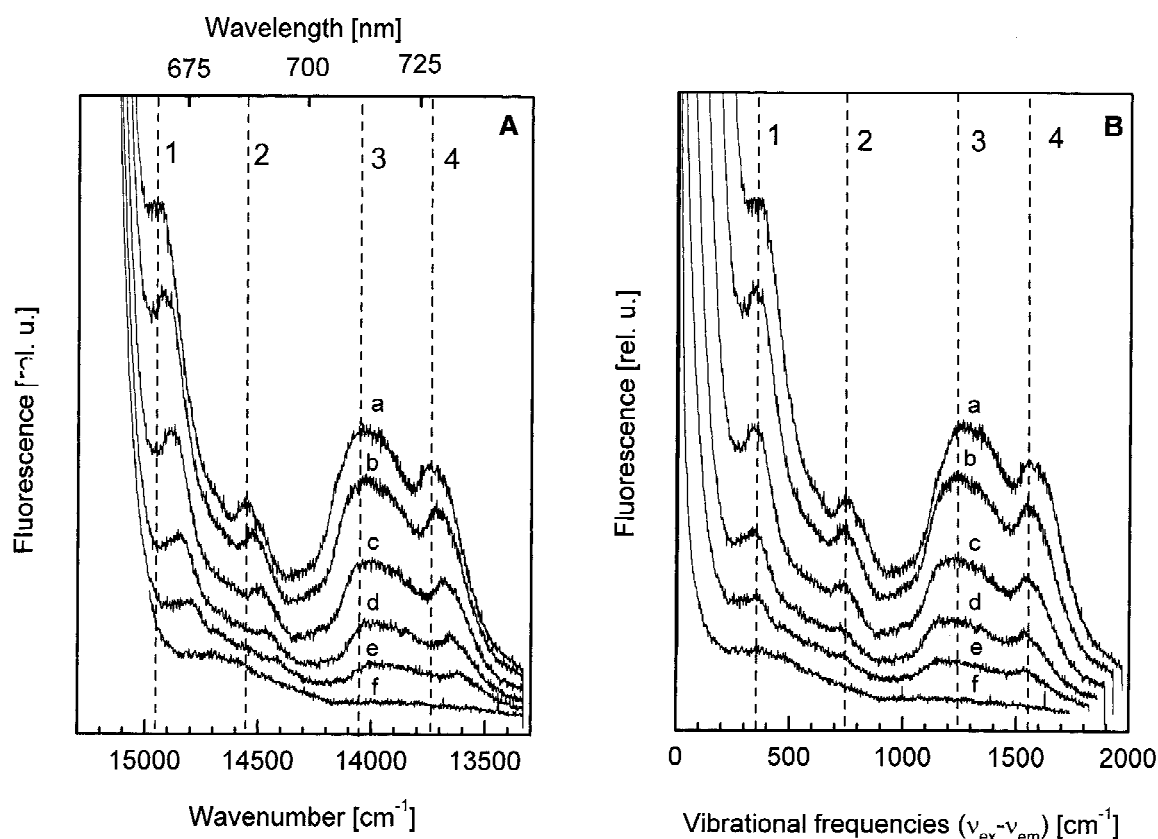 Wavelength [nm]
675 700 725
A
1 2 3 4
a
b
c
d
e
f
Fluorescence [rel. u.]
15000 14500 14000 13500
Wavenumber [cm⁻¹]
B
1 2 3 4
a
b
c
d
e
f
Fluorescence [rel. u.]
0 500 1000 1500 2000
Vibrational frequencies (νex-νem) [cm⁻¹]